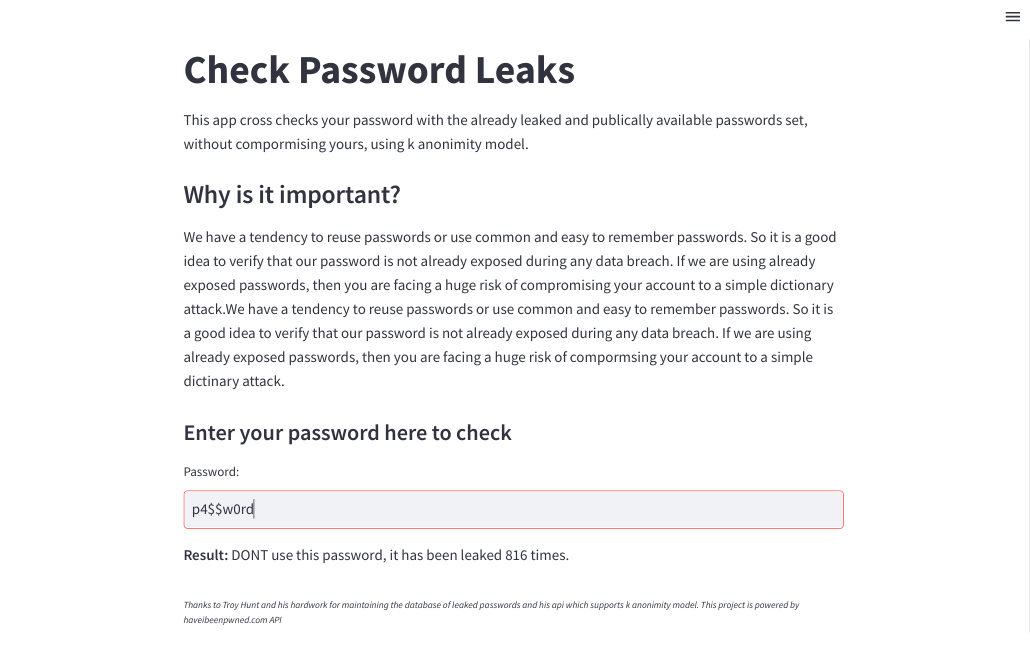 Check Password Leaks
This app cross checks your password with the already leaked and publically available passwords set,
without compormising yours, using k anonimity model.
Why is it important?
We have a tendency to reuse passwords or use common and easy to remember passwords. So it is a good
idea to verify that our password is not already exposed during any data breach. If we are using already
exposed passwords, then you are facing a huge risk of compromising your account to a simple dictionary
attack.We have a tendency to reuse passwords or use common and easy to remember passwords. So it is
a good idea to verify that our password is not already exposed during any data breach. If we are using
already exposed passwords, then you are facing a huge risk of compormsing your account to a simple
dictinary attack.
Enter your password here to check
Password:
p4$$w0rd
Result: DONT use this password, it has been leaked 816 times.
Thanks to Troy Hunt and his hardwork for maintaining the database of leaked passwords and his api which supports k anonimity model. This project is powered by
haveibeenpwned.com API